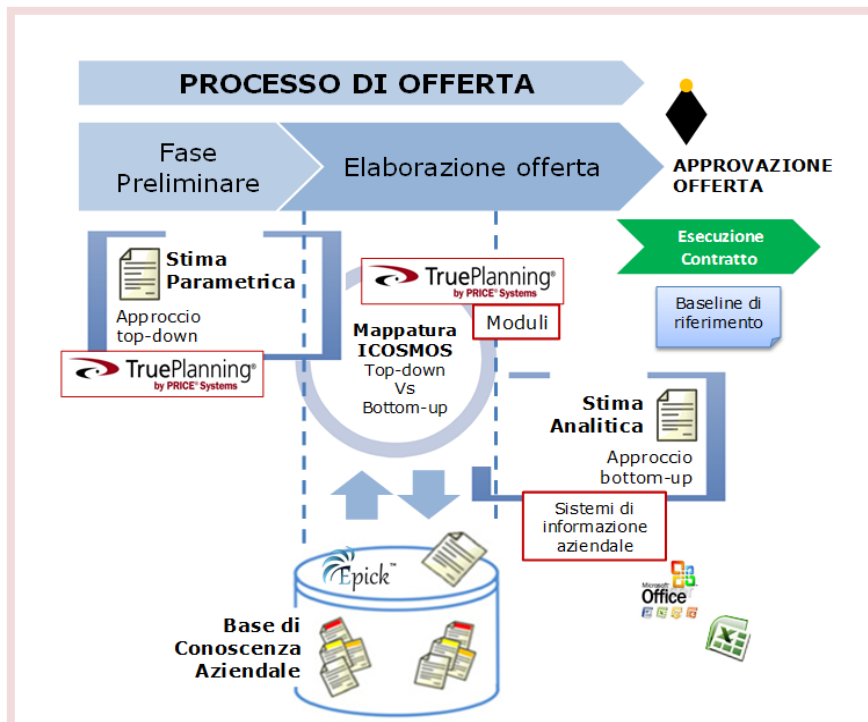 PROCESSO DI OFFERTA
Fase
Preliminare
Elaborazione offerta
APPROVAZIONE
OFFERTA
Esecuzione
Contratto
Baseline di
riferimento
Stima
Parametrica
Approccio
top-down
TruePlanning®
by PRICE® Systems
TruePlanning®
by PRICE® Systems
Moduli
Mappatura
ICOSMOS
Top-down
Vs
Bottom-up
Stima
Analitica
Approccio
bottom-up
Sistemi di
informazione
aziendale
Epick™
Base di
Conoscenza
Aziendale
Microsoft
Office